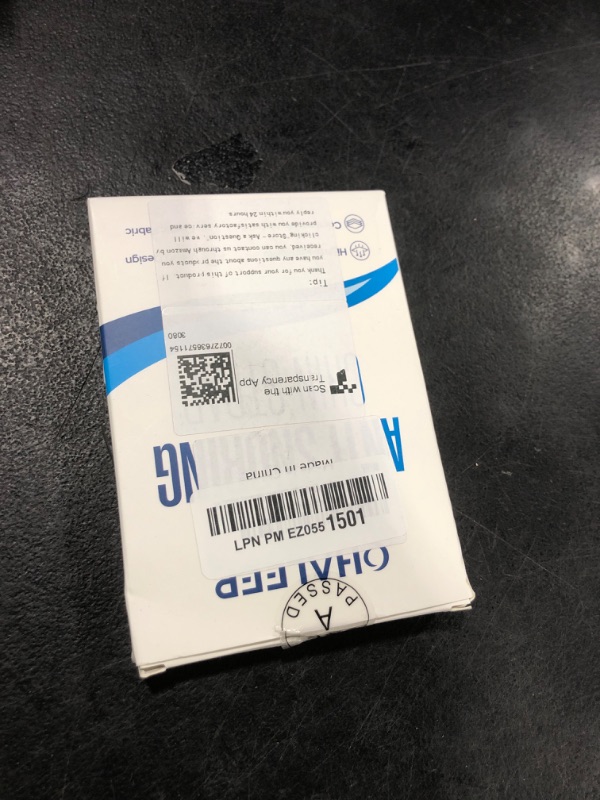 PASSED
A
LPN PM EZ055 1501
Made in China
ANTI SNORING
Scan with the
Transparency App
00727636571154
3080
Tip:
Thank you for your support of this product. If
you have any questions about the products you
received, you can contact us through Amazon by
clicking "Store - Ask a Question", we will
provide you with satisfactory service and
reply you within 24 hours